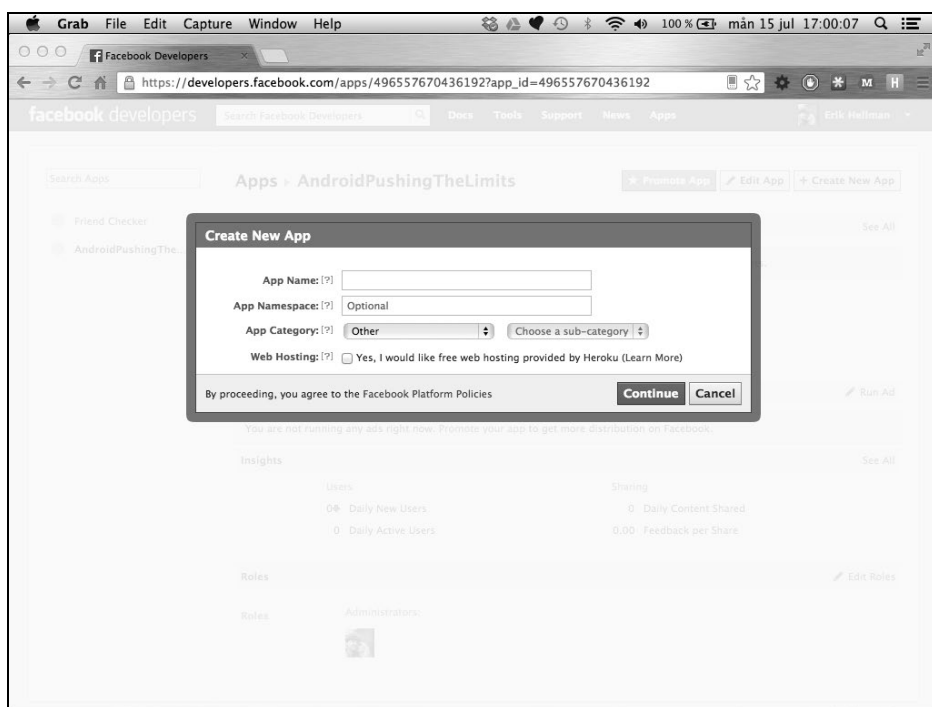 Grab File Edit Capture Window Help 100 % mån 15 jul 17:00:07
Facebook Developers
https://developers.facebook.com/apps/496557670436192?app_id=496557670436192
facebook developers Search Facebook Developers Docs Tools Support News Apps Erik Hellman
Search Apps
Apps AndroidPushingTheLimits Promote App Edit App + Create New App
Friend Checker See All
AndroidPushingThe...
Create New App
App Name: [?]
App Namespace: [?] Optional
App Category: [?] Other Choose a sub-category
Web Hosting: [?] Yes, I would like free web hosting provided by Heroku (Learn More)
By proceeding, you agree to the Facebook Platform Policies Continue Cancel
Run Ad
You are not running any ads right now. Promote your app to get more distribution on Facebook.
Insights See All
Users: Sharing
0 Daily New Users 0 Daily Content Shared
0 Daily Active Users 0.00 Feedback per Share
Roles Edit Roles
Roles Administrators: